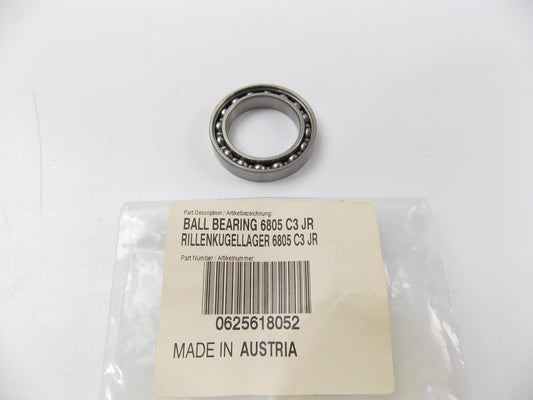 Part Description / Artikelbezeichnung:
BALL BEARING 6805 C3 JR
RILLENKUGELLAGER 6805 C3 JR
Part Number / Artikelnummer:
0625618052
MADE IN AUSTRIA